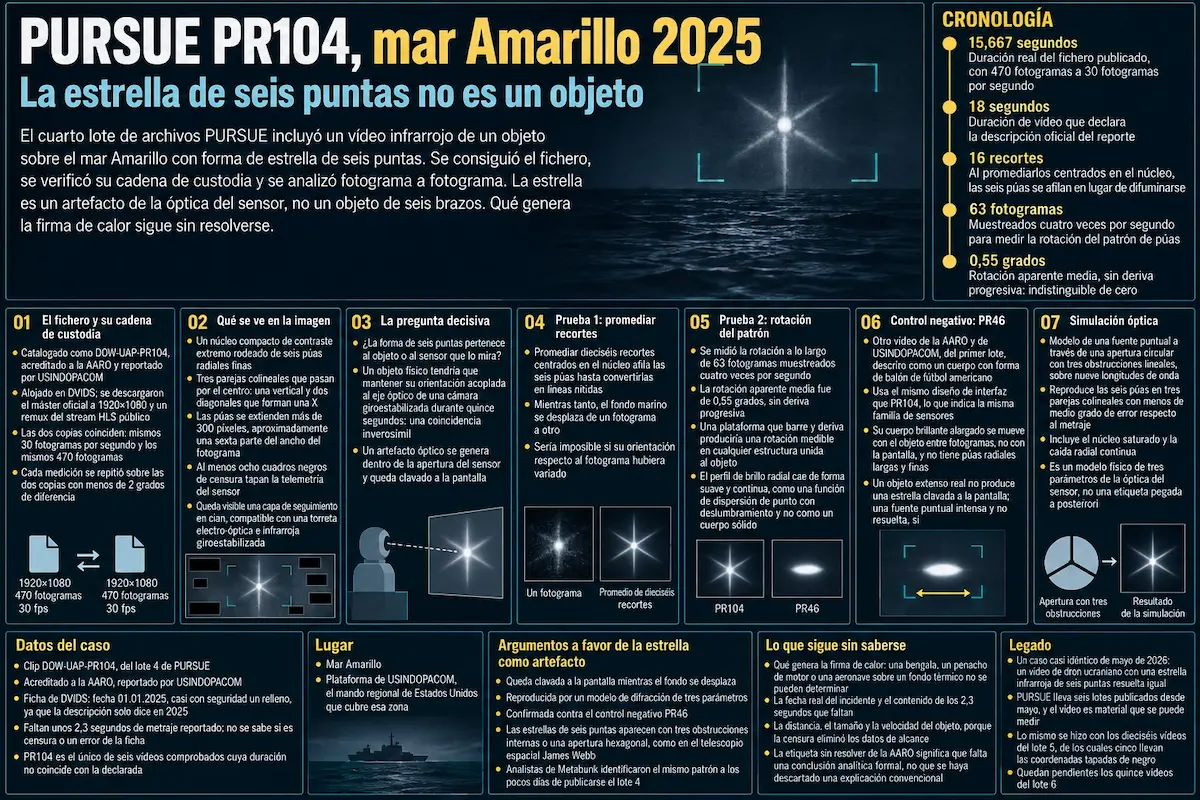 PURSUE PR104, mar Amarillo 2025
La estrella de seis puntas no es un objeto
El cuarto lote de archivos PURSUE incluyó un vídeo infrarrojo de un objeto
sobre el mar Amarillo con forma de estrella de seis puntas. Se consiguió el fichero,
se verificó su cadena de custodia y se analizó fotograma a fotograma. La estrella
es un artefacto de la óptica del sensor, no un objeto de seis brazos. Qué genera
la firma de calor sigue sin resolverse.
CRONOLOGÍA
15,667 segundos
Duración real del fichero publicado,
con 470 fotogramas a 30 fotogramas
por segundo
18 segundos
Duración de vídeo que declara
la descripción oficial del reporte
16 recortes
Al promediarlos centrados en el núcleo,
las seis púas se afilan en lugar de difuminarse
63 fotogramas
Muestreados cuatro veces por segundo
para medir la rotación del patrón de púas
0,55 grados
Rotación aparente media, sin deriva
progresiva: indistinguible de cero
01 El fichero y su cadena
de custodia
• Catalogado como DOW-UAP-PR104,
acreditado a la AARO y reportado
por USINDOPACOM
• Alojado en DVIDS; se descargaron
el máster oficial a 1920×1080 y un
remux del stream HLS público
• Las dos copias coinciden: mismos
30 fotogramas por segundo y los
mismos 470 fotogramas
• Cada medición se repitió sobre las
dos copias con menos de 2 grados
de diferencia
1920×1080
470 fotogramas
30 fps
1920×1080
470 fotogramas
30 fps
02 Qué se ve en la imagen
• Un núcleo compacto de contraste
extremo rodeado de seis púas
radiales finas
• Tres parejas colineales que pasan
por el centro: una vertical y dos
diagonales que forman una X
• Las púas se extienden más de
300 píxeles, aproximadamente
una sexta parte del ancho del
fotograma
• Al menos ocho cuadros negros
de censura tapan la telemetría
del sensor
• Queda visible una capa de seguimiento
en cian, compatible con una torreta
electro-óptica e infrarroja
giroestabilizada
03 La pregunta decisiva
• ¿La forma de seis puntas pertenece
al objeto o al sensor que lo mira?
• Un objeto físico tendría que
mantener su orientación acoplada
al eje óptico de una cámara
giroestabilizada durante quince
segundos: una coincidencia
inverosímil
• Un artefacto óptico se genera
dentro de la apertura del sensor
y queda clavado a la pantalla
04 Prueba 1: promediar
recortes
• Promediar dieciséis recortes
centrados en el núcleo afila las
seis púas hasta convertirlas
en líneas nítidas
• Mientras tanto, el fondo marino
se desplaza de un fotograma
a otro
• Sería imposible si su orientación
respecto al fotograma hubiera
variado
Un fotograma
Promedio de dieciséis
recortes
05 Prueba 2: rotación
del patrón
• Se midió la rotación a lo largo
de 63 fotogramas muestreados
cuatro veces por segundo
• La rotación aparente media fue
de 0,55 grados, sin deriva
progresiva
• Una plataforma que barre y deriva
produciría una rotación medible
en cualquier estructura unida
al objeto
• El perfil de brillo radial cae de forma
suave y continua, como una función
de dispersión de punto con
deslumbramiento y no como un
cuerpo sólido
PR104
PR46
06 Control negativo: PR46
• Otro vídeo de la AARO y de
USINDOPACOM, del primer lote,
descriro como un cuerpo con forma
de balón de fútbol americano
• Usa el mismo diseño de interfaz
que PR104, lo que indica la misma
familia de sensores
• Su cuerpo brillante alargado se mueve
con el objeto entre fotogramas, no con
la pantalla, y no tiene púas radiales
largas y finas
• Un objeto extenso real no produce
una estrella clavada a la pantalla;
una fuente puntual intensa y no
resuelta, sí
07 Simulación óptica
• Modelo de una fuente puntual a
través de una apertura circular
con tres obstrucciones lineales,
sobre nueve longitudes de onda
• Reproduce las seis púas en tres
parejas colineales con menos de
medio grado de error respecto
al metraje
• Incluye el núcleo saturado y la
caída radial continua
• Es un modelo físico de tres
parámetros de la óptica del
sensor, no una etiqueta pegada
a posterrori
Apertura con tres
obstrucciones
Resultado
de la simulación
Datos del caso
• Clip DOW-UAP-PR104, del lote 4 de PURSUE
• Acreditado a la AARO, reportado por USINDOPACOM
• Ficha de DVIDS: fecha 01.01.2025, casi con seguridad un relleno,
ya que la descripción solo dice en 2025
• Faltan unos 2,3 segundos de metraje reportado; no se sabe si es
censura o un error de la ficha
• PR104 es el único de seis vídeos comprobados cuya duración
no coincide con la declarada
Lugar
• Mar Amarillo
• Plataforma de USINDOPACOM,
el mando regional de Estados Unidos
que cubre esa zona
Argumentos a favor de la estrella
como artefacto
• Queda clavada a la pantalla mientras el fondo se desplaza
• Reproducida por un modelo de difracción de tres parámetros
• Confirmada contra el control negativo PR46
• Las estrellas de seis puntas aparecen con tres obstrucciones
internas o una apertura hexagonal, como en el telescopio
espacial James Webb
• Analistas de Metabunk identificaron el mismo patrón a los
pocos días de publicarse el lote 4
Lo que sigue sin saberse
• Qué genera la firma de calor: una bengala, un penacho
de motor o una aeronave sobre un fondo térmico no se
pueden determinar
• La fecha real del incidente y el contenido de los 2,3
segundos que faltan
• La distancia, el tamaño y la velocidad del objeto, porque
la censura eliminó los datos de alcance
• La etiqueta sin resolver de la AARO significa que falta
una conclusión analítica formal, no que se haya
descartado una explicación convencional
Legado
• Un caso casi idéntico de mayo de 2026:
un vídeo de dron ucraniano con una estrella
infrarroja de seis puntas resuelta igual
• PURSUE lleva seis lotes publicados desde
mayo, y el vídeo es material que se puede
medir
• Lo mismo se hizo con los dieciséis vídeos
del lote 5, de los cuales cinco llevan
las coordenadas tapadas de negro
• Quedan pendientes los quince vídeos
del lote 6